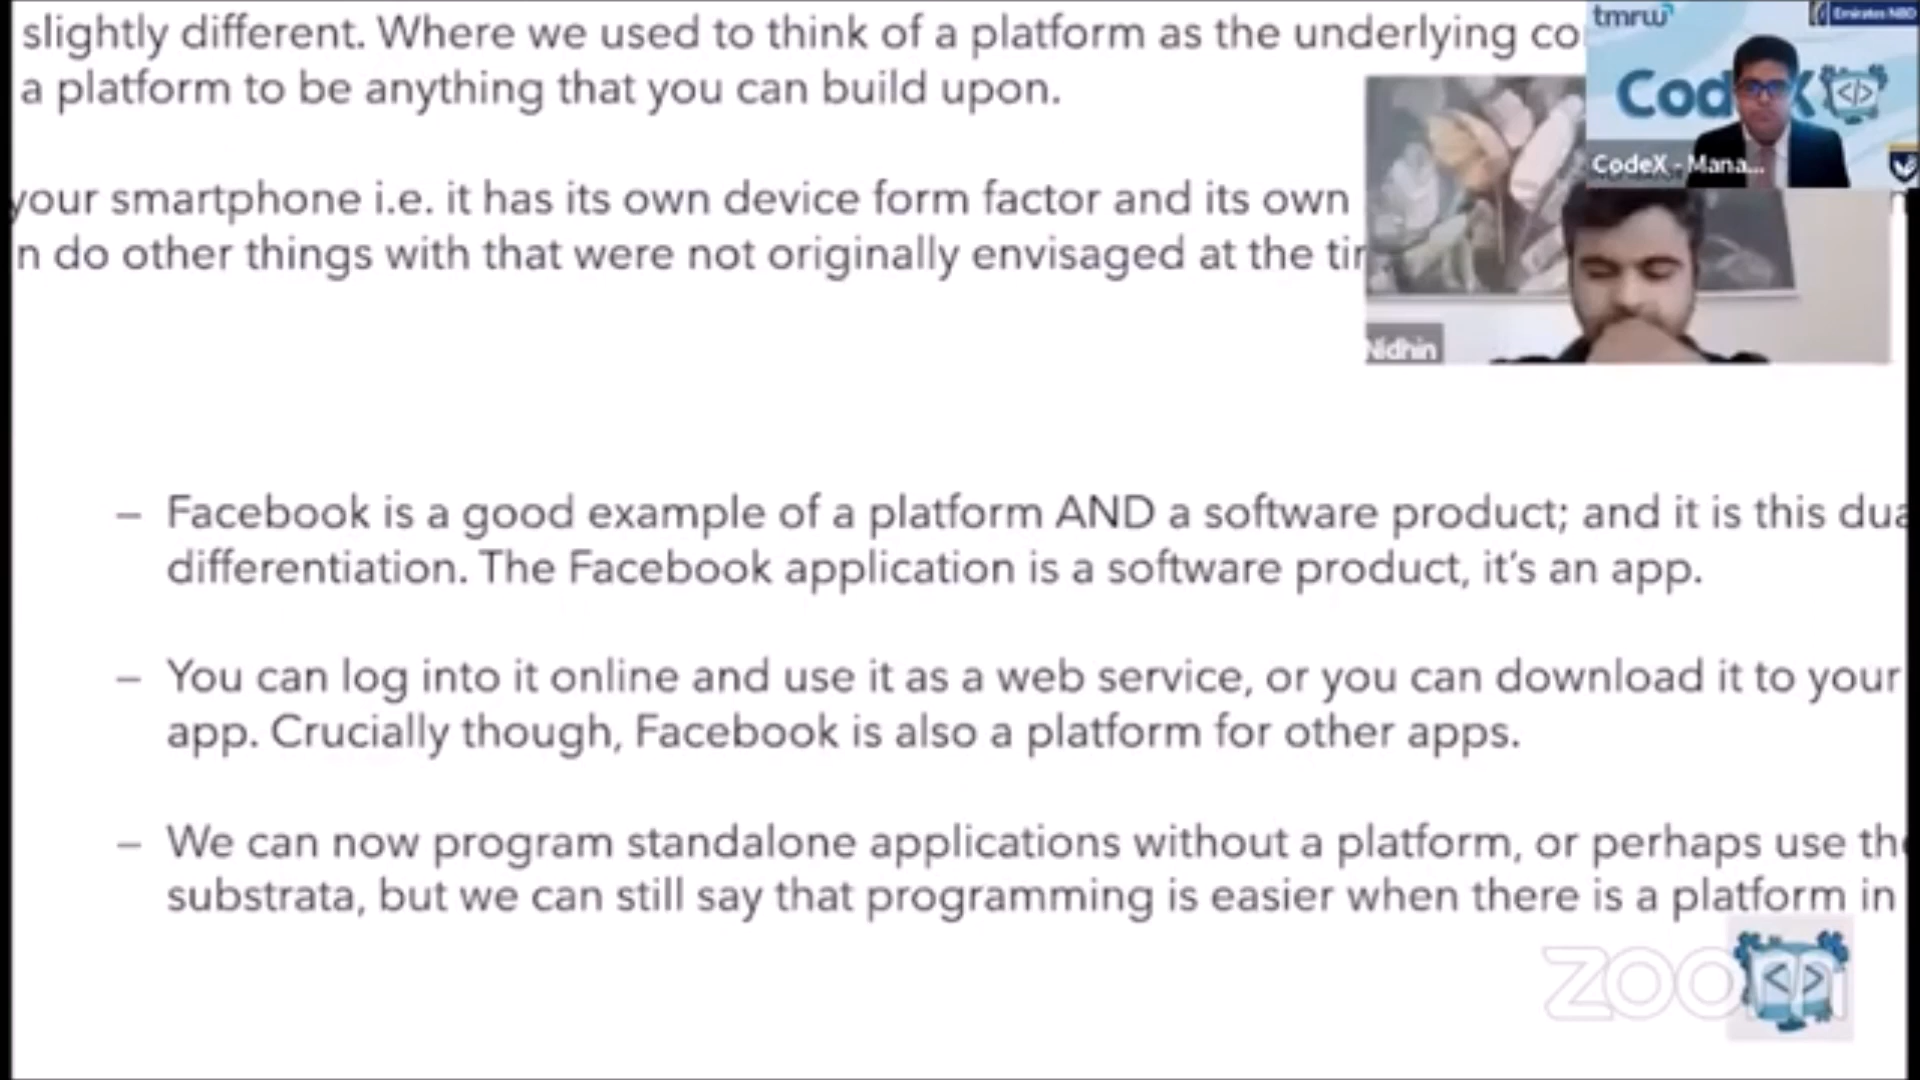 slightly different. Where we used to think of a platform as the underlying co
a platform to be anything that you can build upon.
your smartphone i.e. it has its own device form factor and its own
n do other things with that were not originally envisaged at the
– Facebook is a good example of a platform AND a software product; and it is this dua
differentiation. The Facebook application is a software product, it’s an app.
– You can log into it online and use it as a web service, or you can download it to your
app. Crucially though, Facebook is also a platform for other apps.
– We can now program standalone applications without a platform, or perhaps use the
substrata, but we can still say that programming is easier when there is a platform in
tmrw
Emirates NBD
Cod X </>
CodeX - Mana...
Nidhin
zoom
< >